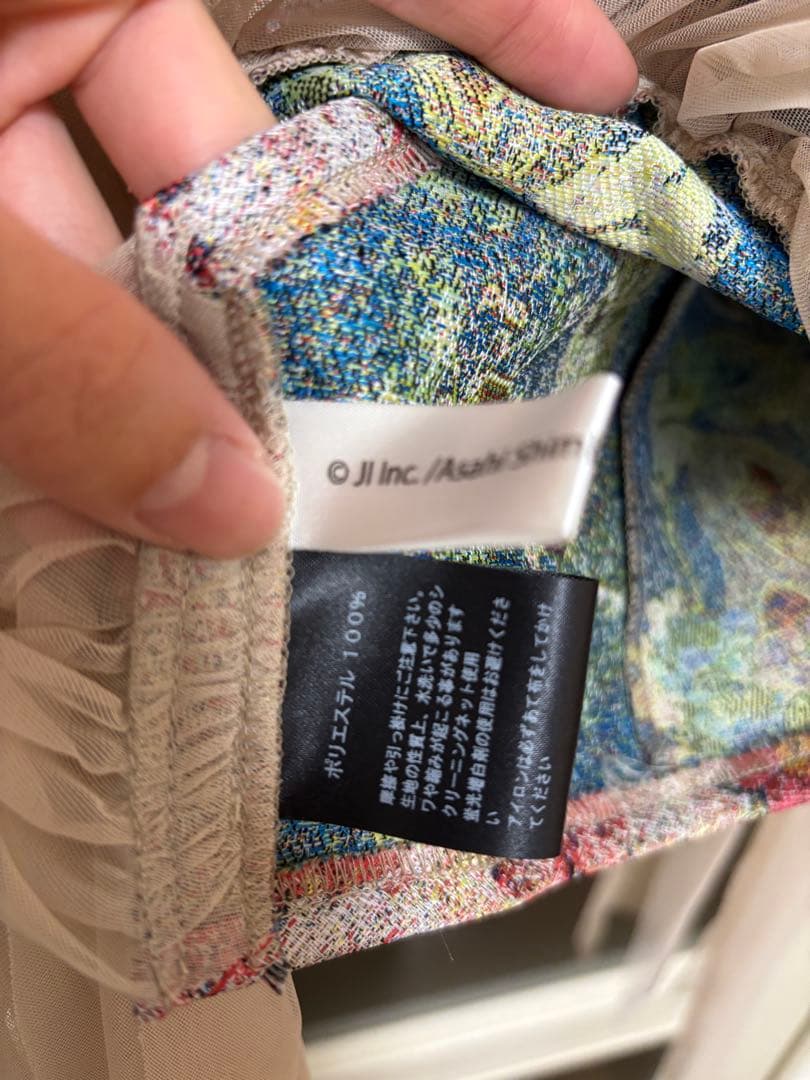 © JI Inc. /Asahi Shim
ポリエステル 100%
摩擦や引っ掛けにご注意下さい。
生地の性質上、水洗いで多少のシ
ワや縮みが起こる事があります
クリーニングネット使用
蛍光増白剤の使用はお避けくださ
い
アイロンは必ずあて布をしてかけ
てください